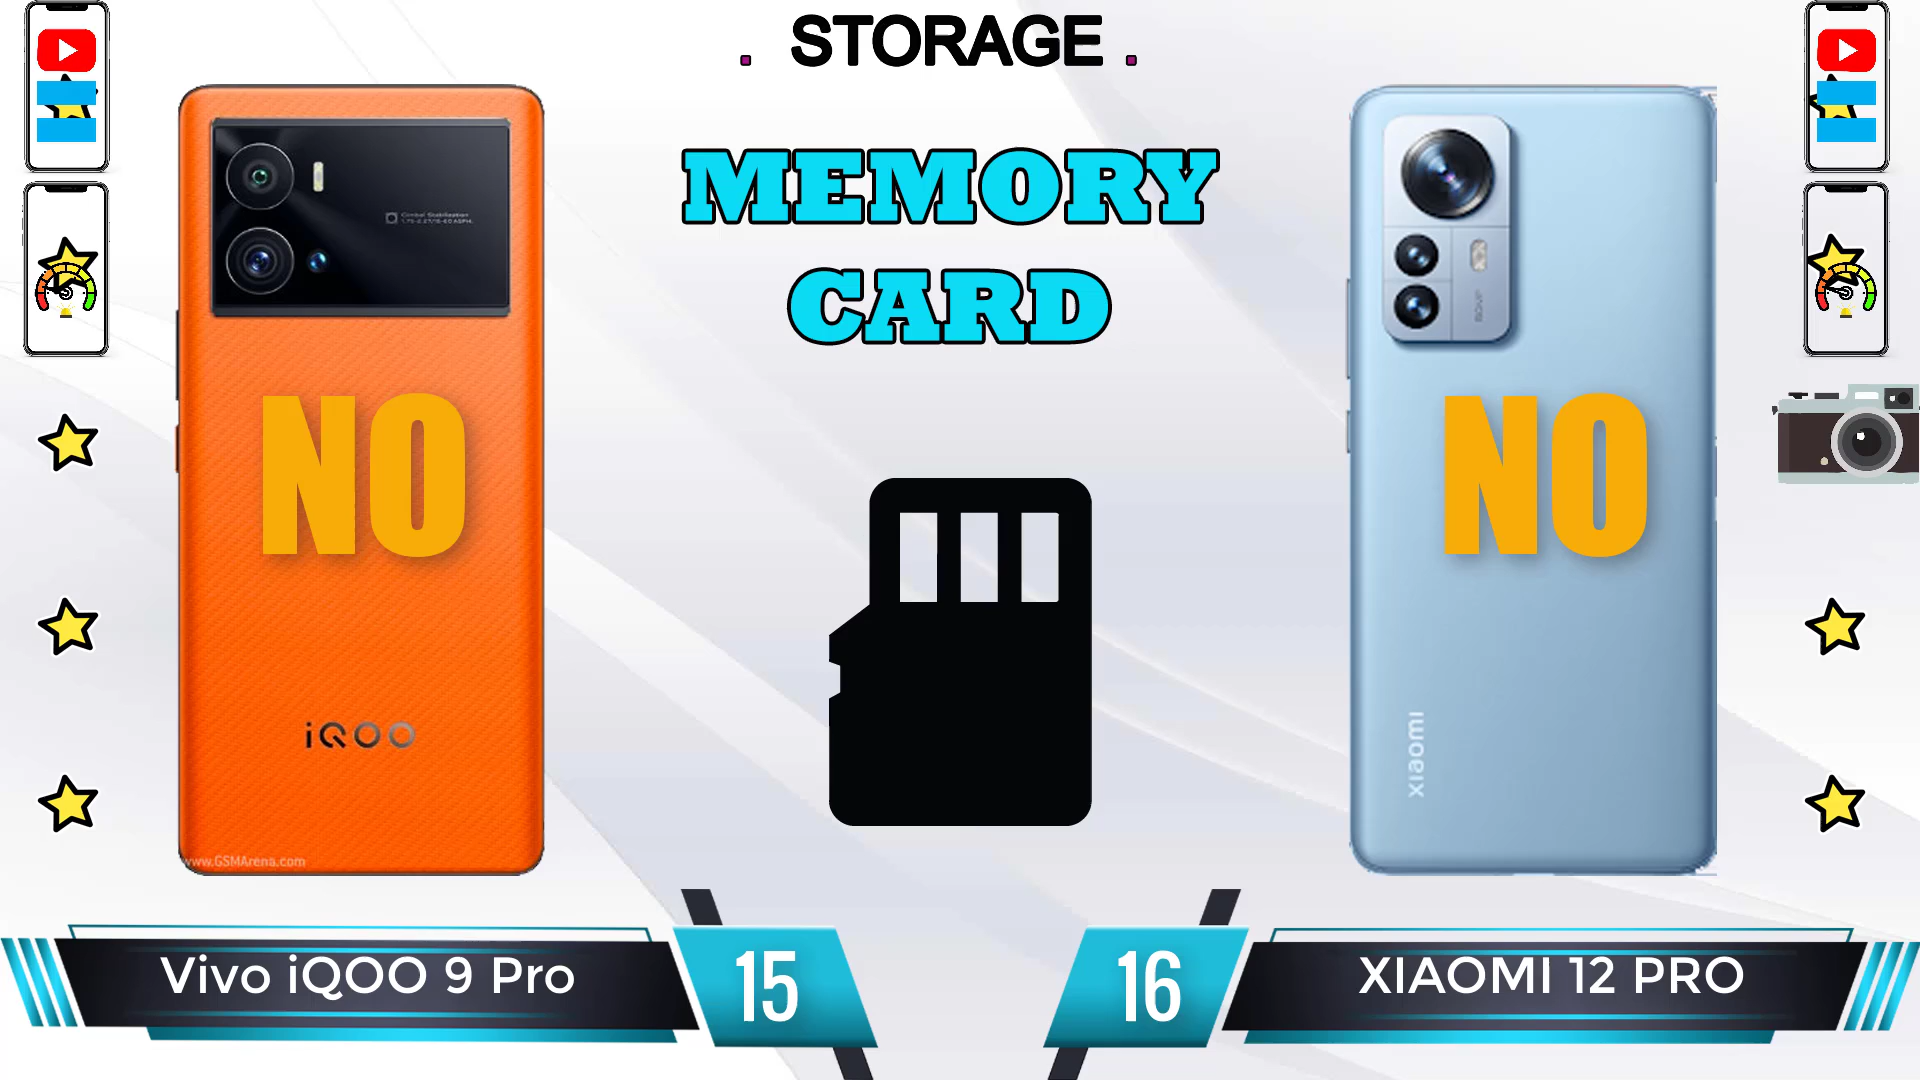 . STORAGE .
MEMORY
CARD
NO
NO
iQOO
xiaomi
www.GSMArena.com
Vivo iQOO 9 Pro
15
16
XIAOMI 12 PRO